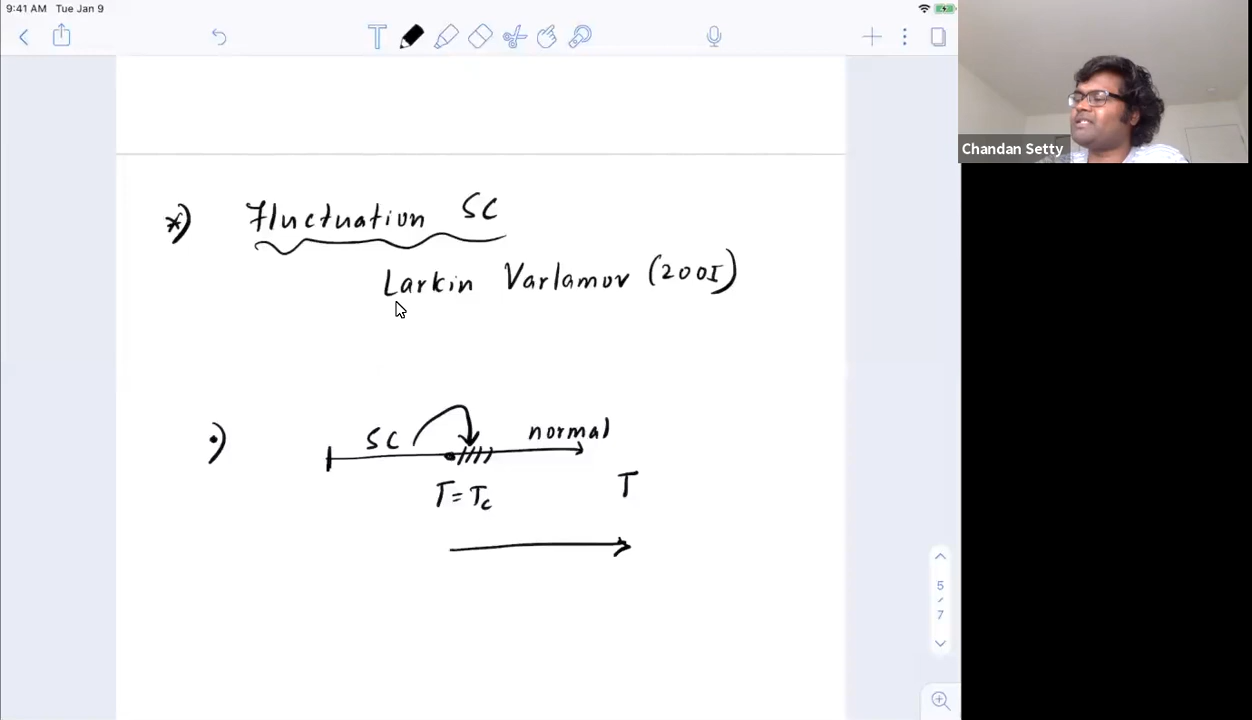 9:41 AM Tue Jan 9
T
Chandan Setty
*) Fluctuation SC
Larkin Varlamov (2001)
•) SC normal
T = Tc T
5 / 7